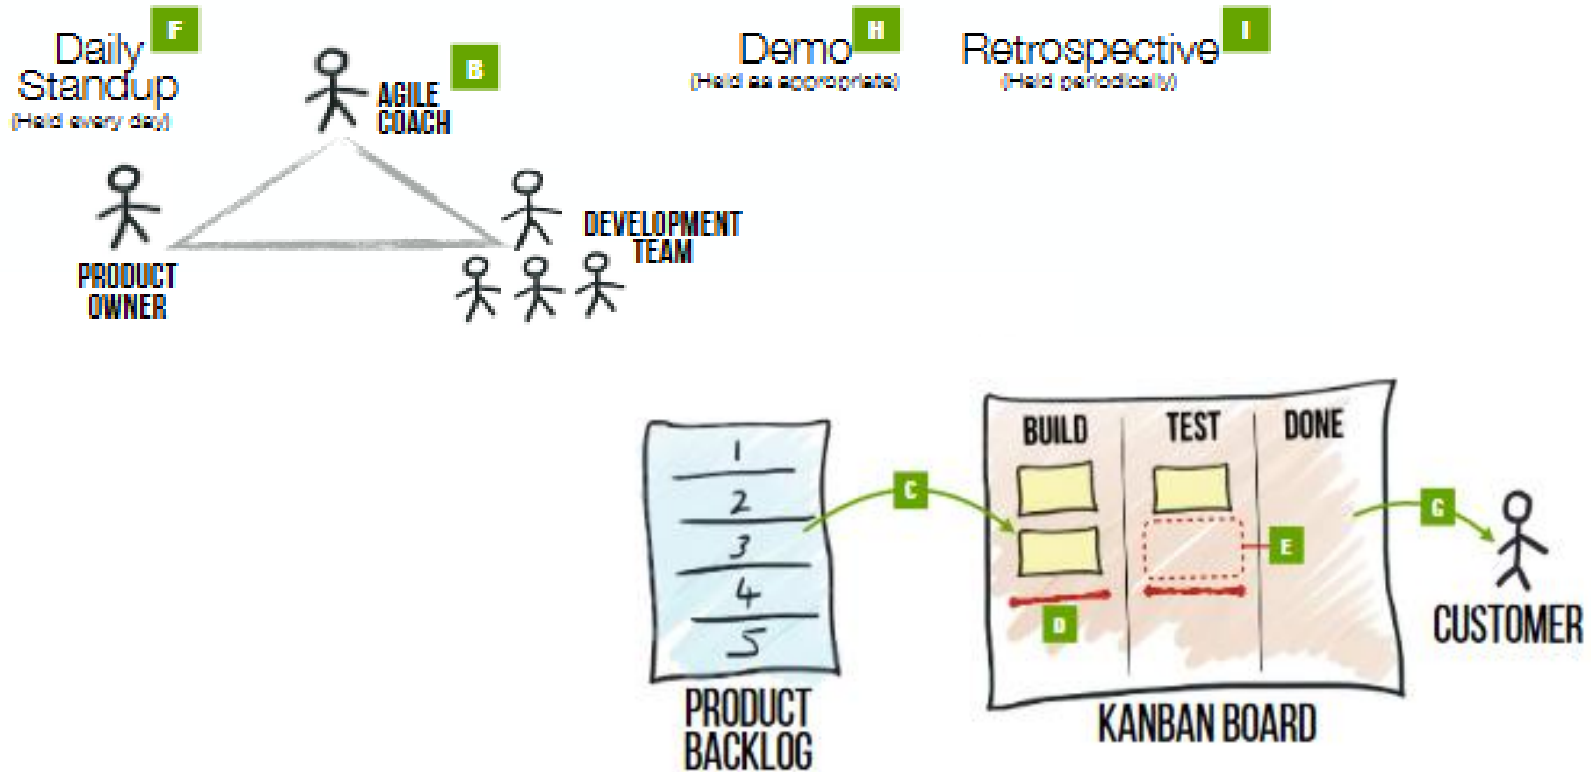 F
Daily
Standup
(Held every day)
B
AGILE
COACH
H
Demo
(Held as appropriate)
I
Retrospective
(Held periodically)
PRODUCT
OWNER
DEVELOPMENT
TEAM
1
2
3
4
5
PRODUCT
BACKLOG
C
BUILD
TEST
DONE
D
E
KANBAN BOARD
G
CUSTOMER